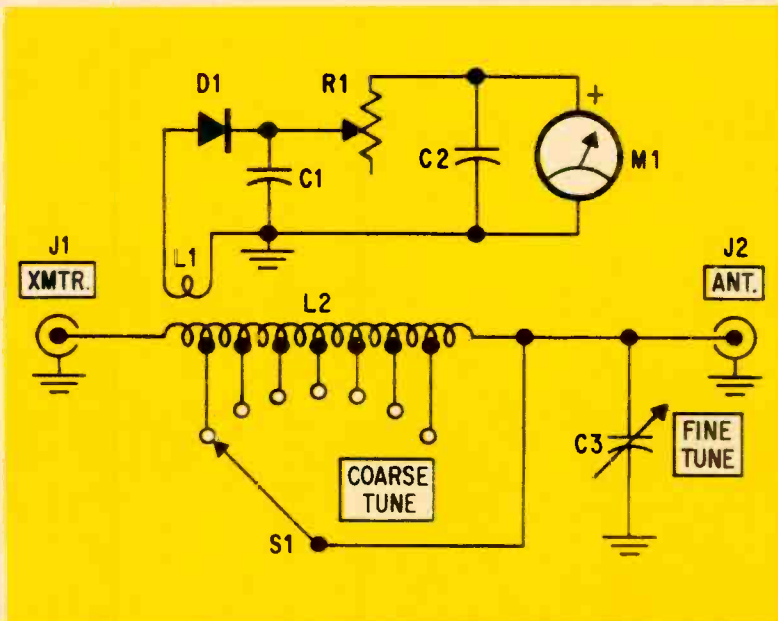 D1
R1
+
C1
C2
M1
J1
XMTR.
L1
L2
J2
ANT.
C3
FINE
TUNE
COARSE
TUNE
S1